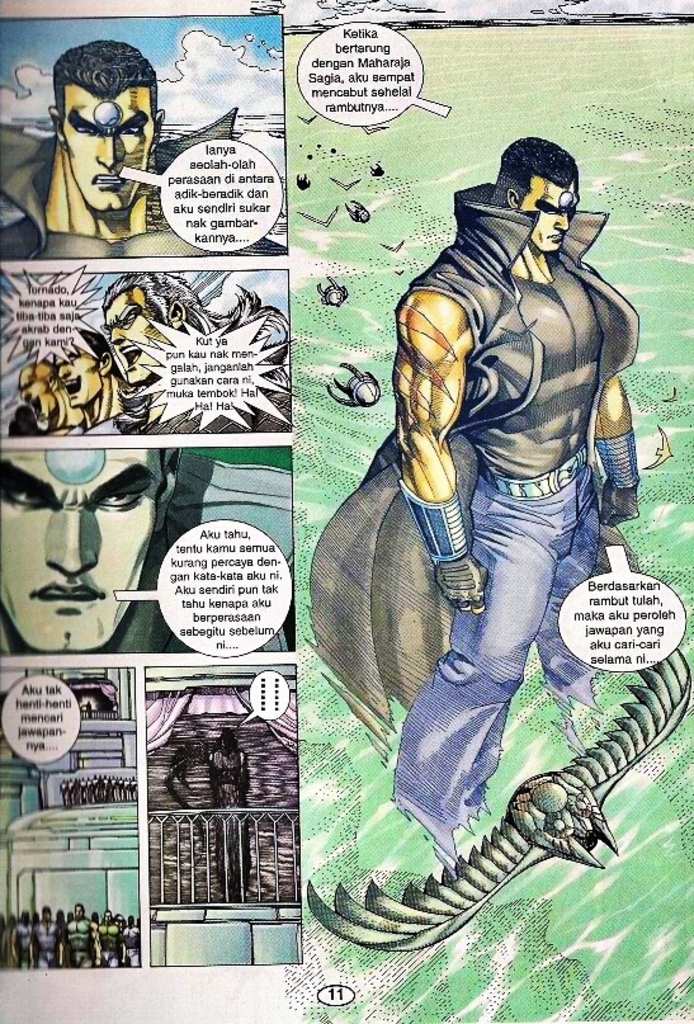 Ianya
seolah-olah
perasaan di antara
adik-beradik dan
aku sendiri sukar
nak gambar-
kannya....
Tornado,
kenapa kau
tiba-tiba saja
akrab den-
gan kami?
Kut ya
pun kau nak men-
galah, janganlah
gunakan cara ni,
muka tembok! Ha!
Ha! Ha!
Aku tahu,
tentu kamu semua
kurang percaya den-
gan kata-kata aku ni.
Aku sendiri pun tak
tahu kenapa aku
berperasaan
sebegitu sebelum
ni....
Aku tak
henti-henti
mencari
jawapan-
nya....
Ketika
bertarung
dengan Maharaja
Sagia, aku sempat
mencabut sehelai
rambutnya....
Berdasarkan
rambut tulah,
maka aku peroleh
jawapan yang
aku cari-cari
selama ni....
11